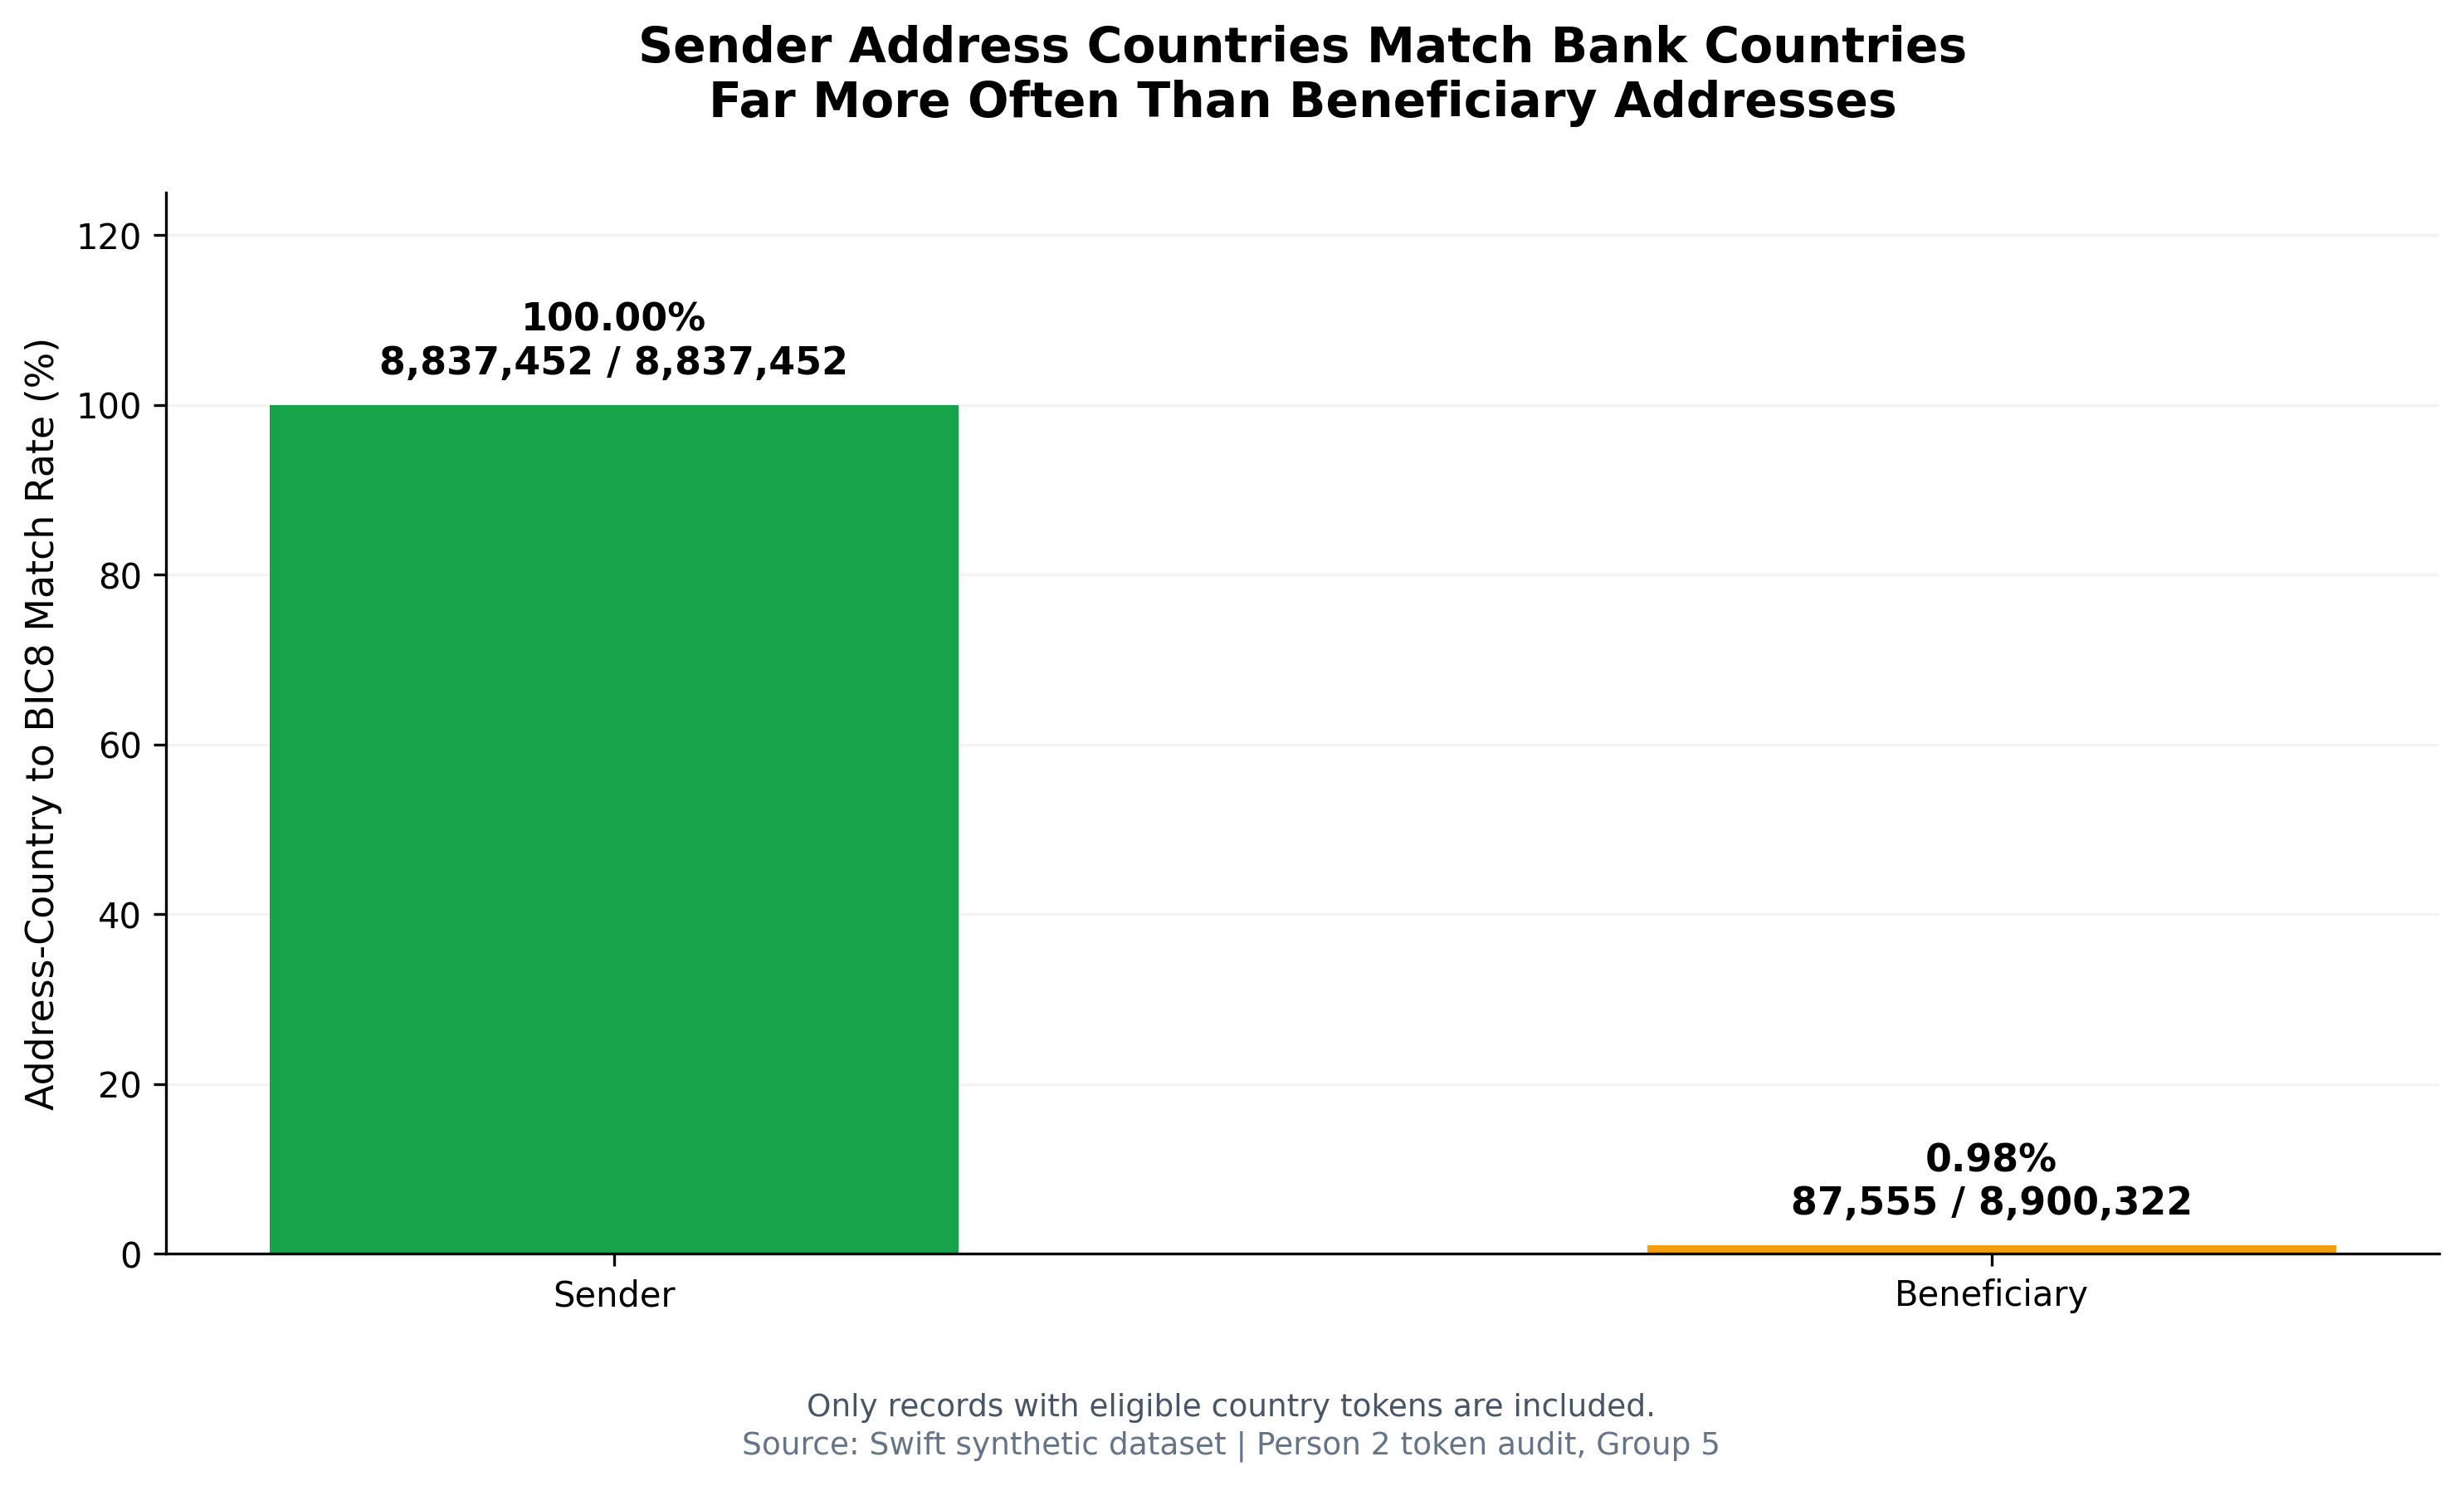 Sender Address Countries Match Bank Countries
Far More Often Than Beneficiary Addresses
Address-Country to BIC8 Match Rate (%)
120
100
80
60
40
20
0
100.00%
8,837,452 / 8,837,452
0.98%
87,555 / 8,900,322
Sender
Beneficiary
Only records with eligible country tokens are included.
Source: Swift synthetic dataset | Person 2 token audit, Group 5